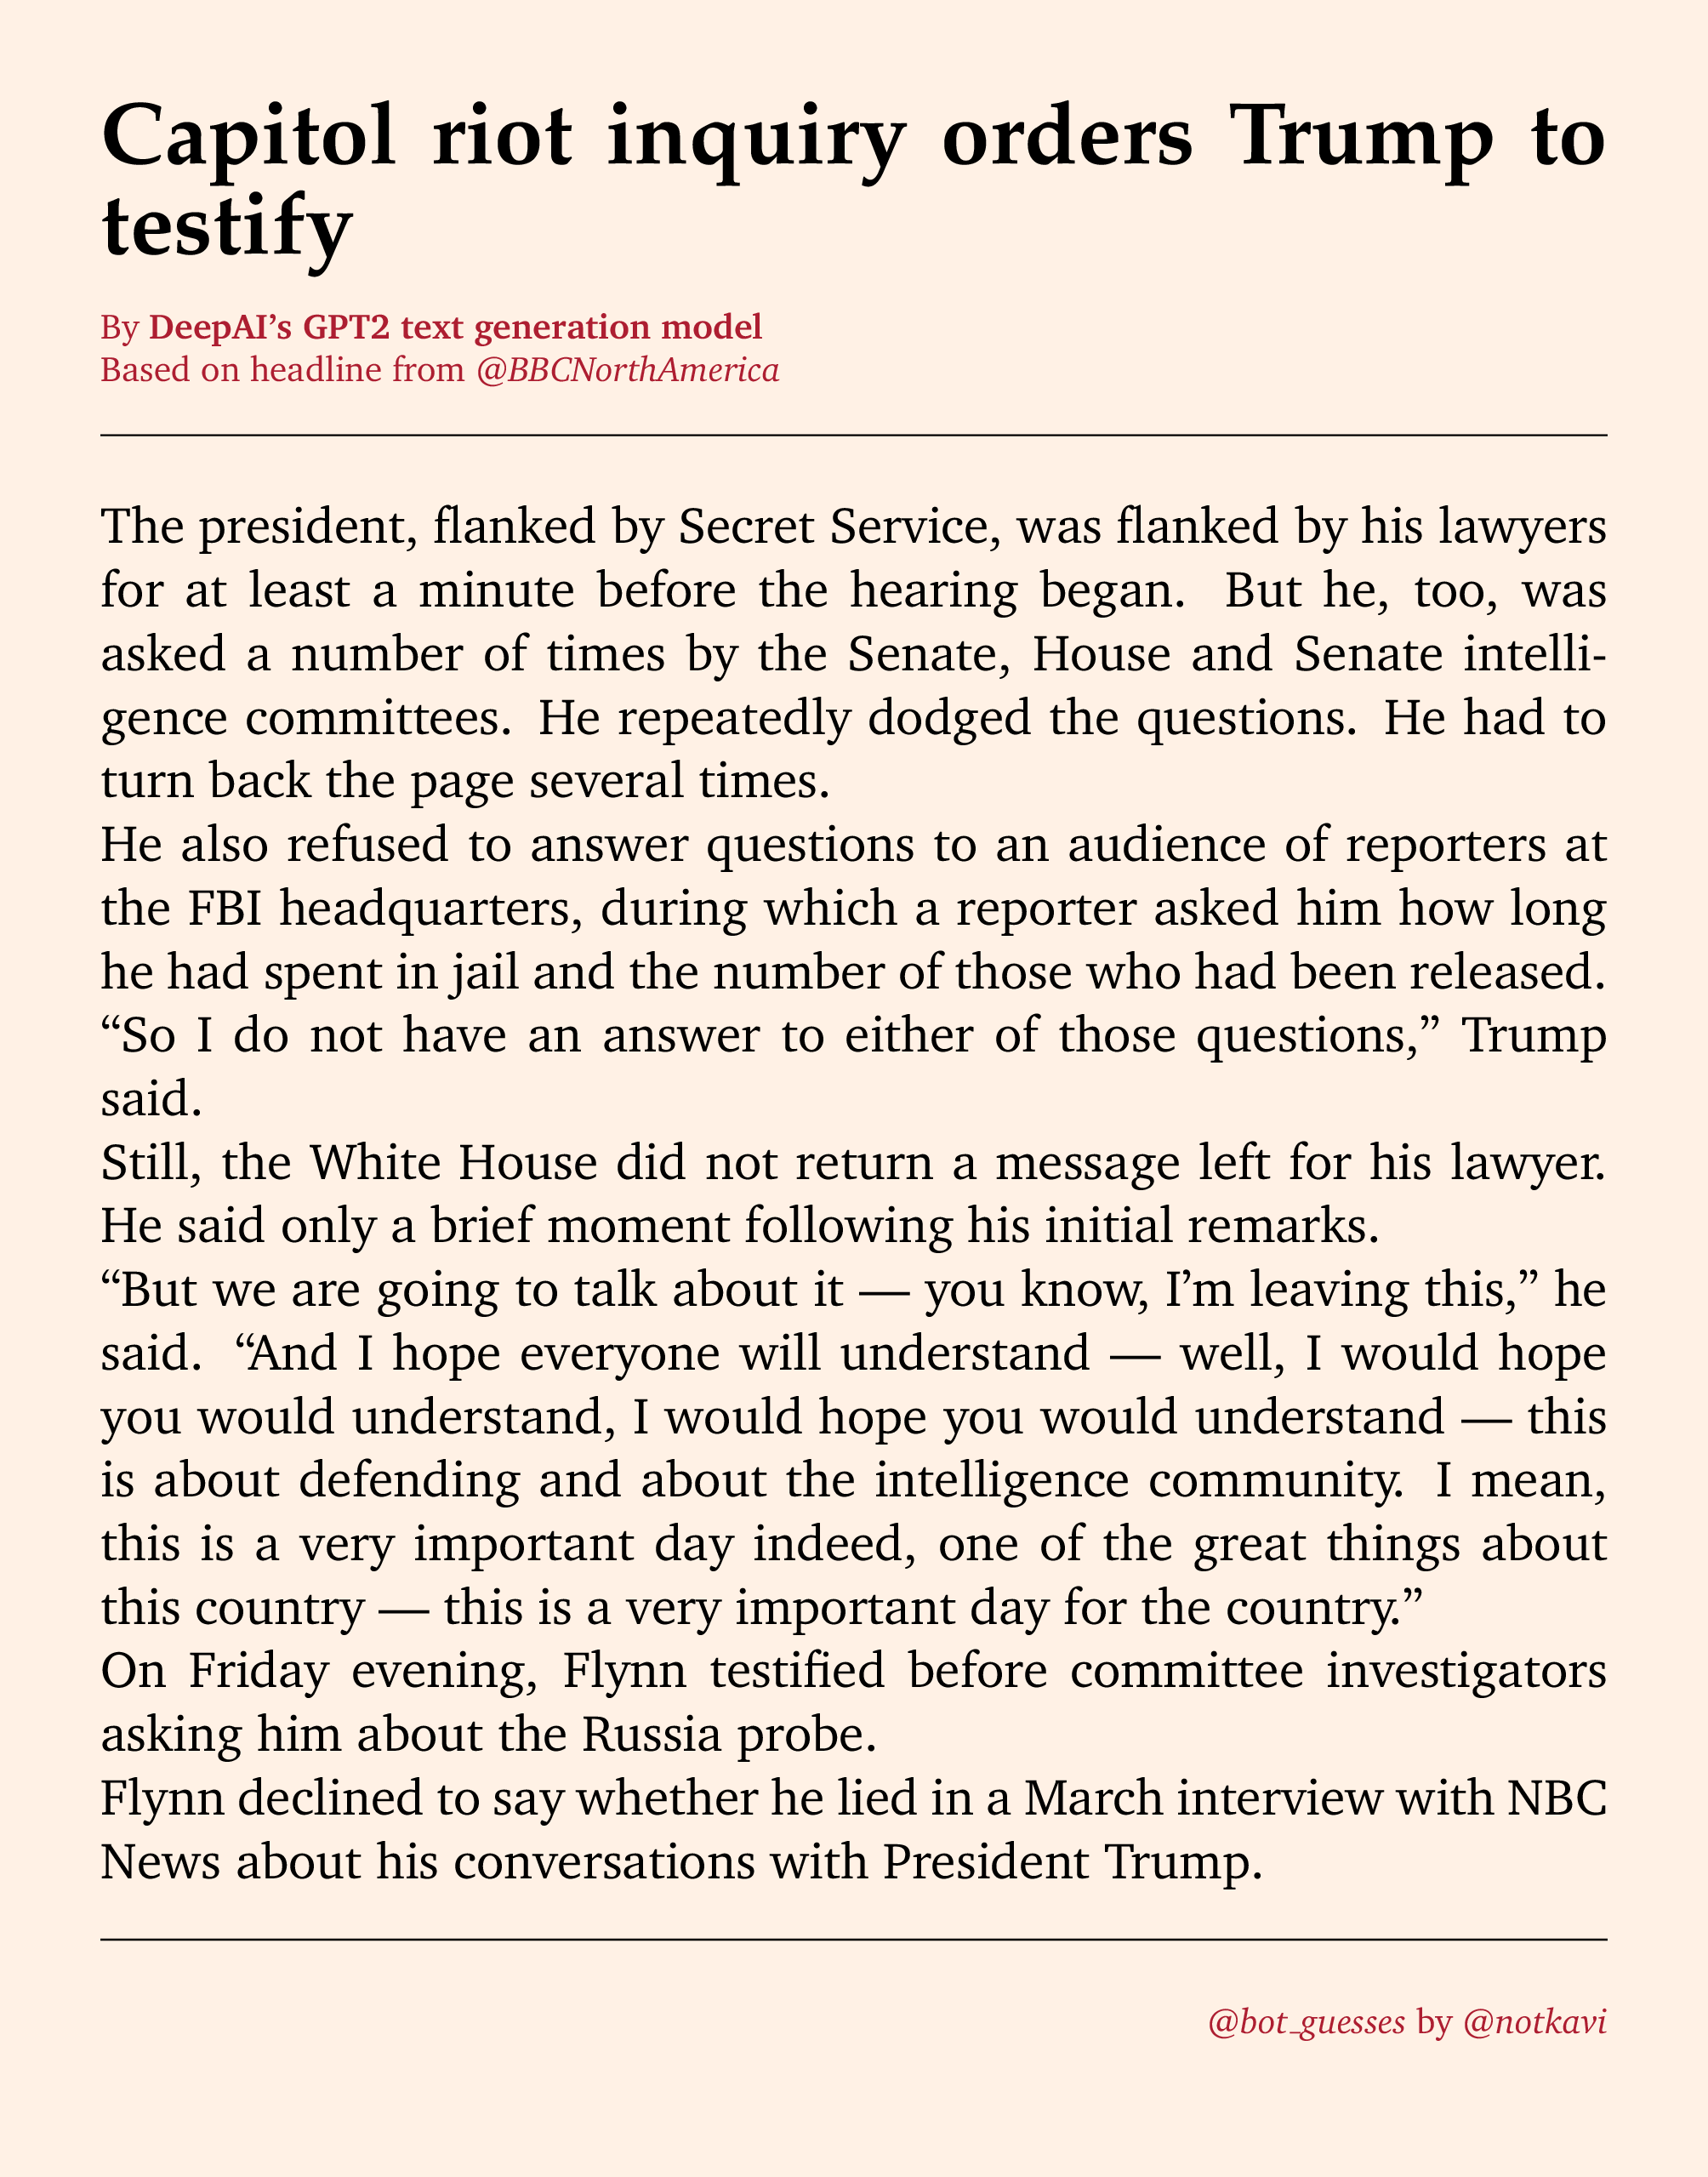 Capitol riot inquiry orders Trump to
testify
By DeepAI’s GPT2 text generation model
Based on headline from @BBCNorthAmerica
The president, flanked by Secret Service, was flanked by his lawyers
for at least a minute before the hearing began. But he, too, was
asked a number of times by the Senate, House and Senate intelli-
gence committees. He repeatedly dodged the questions. He had to
turn back the page several times.
He also refused to answer questions to an audience of reporters at
the FBI headquarters, during which a reporter asked him how long
he had spent in jail and the number of those who had been released.
“So I do not have an answer to either of those questions,” Trump
said.
Still, the White House did not return a message left for his lawyer.
He said only a brief moment following his initial remarks.
“But we are going to talk about it — you know, I’m leaving this,” he
said. “And I hope everyone will understand — well, I would hope
you would understand, I would hope you would understand — this
is about defending and about the intelligence community. I mean,
this is a very important day indeed, one of the great things about
this country — this is a very important day for the country.”
On Friday evening, Flynn testified before committee investigators
asking him about the Russia probe.
Flynn declined to say whether he lied in a March interview with NBC
News about his conversations with President Trump.
@bot_guesses by @notkavi